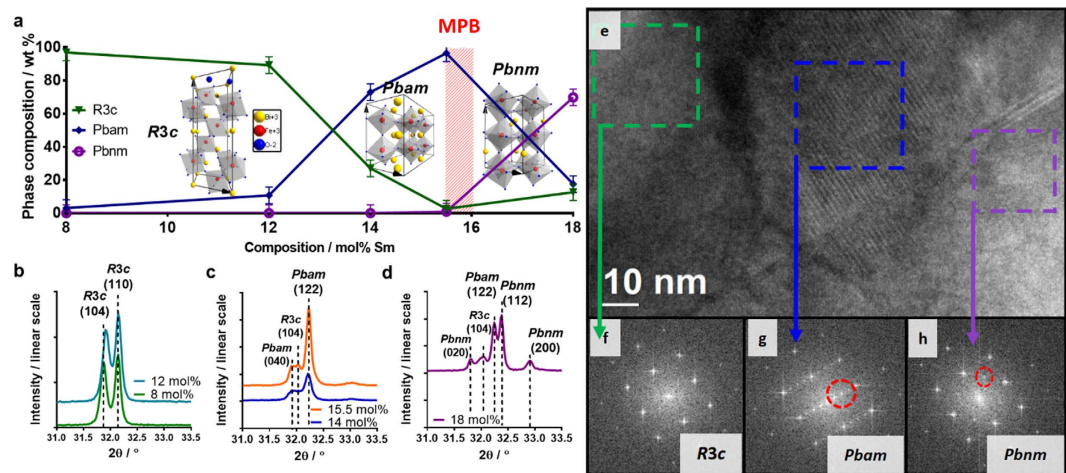 a
MPB
Phase composition / wt %
100
80
60
40
20
0
R3c
Pbam
Pbnm
R3c
Bi+3
Fe+3
O-2
Pbam
Pbnm
8
10
12
14
16
18
Composition / mol% Sm
b
R3c
(110)
R3c
(104)
Intensity / linear scale
12 mol%
8 mol%
31.0 31.5 32.0 32.5 33.0 33.5
2θ / °
c
Pbam
(122)
R3c
(104)
Pbam
(040)
Intensity / linear scale
15.5 mol%
14 mol%
31.0 31.5 32.0 32.5 33.0 33.5
2θ / °
d
Pbam
(122)
Pbnm
(112)
R3c
(104)
Pbnm
(020)
Pbnm
(200)
Intensity / linear scale
18 mol%
31.0 31.5 32.0 32.5 33.0 33.5
2θ / °
e
10 nm
f
R3c
g
Pbam
h
Pbnm